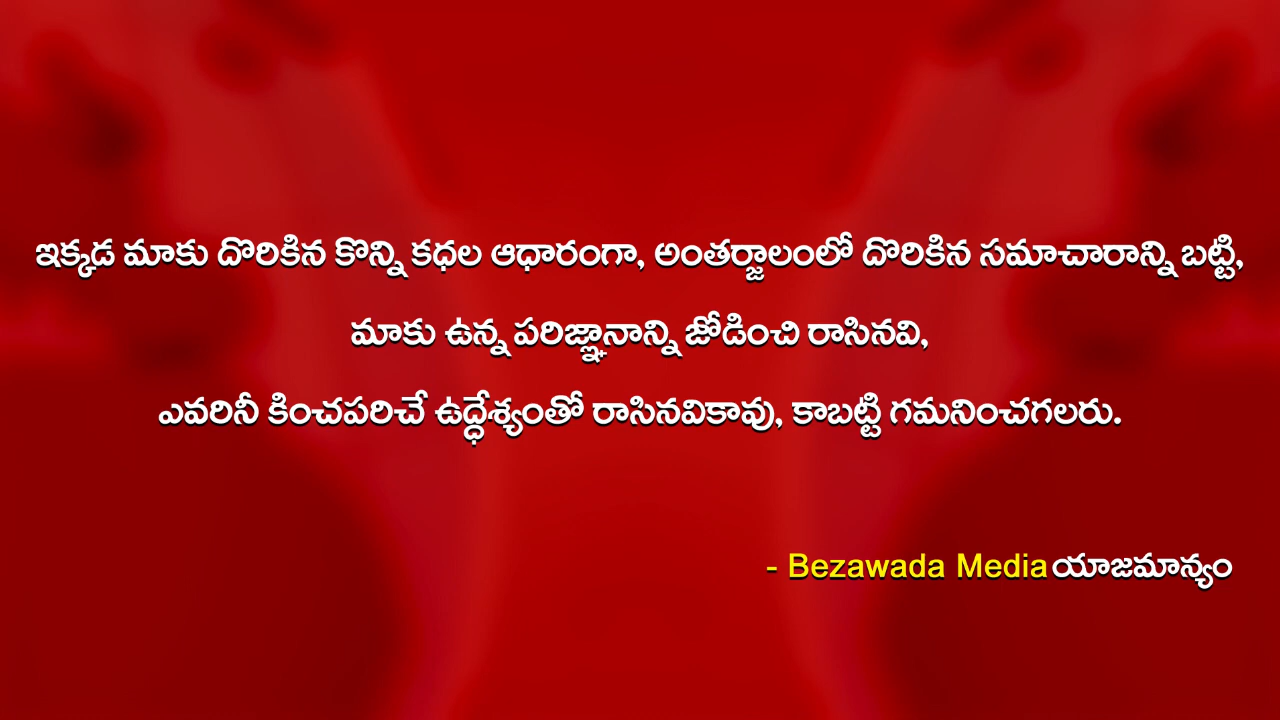 ఇక్కడ మాకు దొరికిన కొన్ని కధల ఆధారంగా, అంతర్జాలంలో దొరికిన సమాచారాన్ని బట్టి,
మాకు ఉన్న పరిజ్ఞానాన్ని జోడించి రాసినవి,
ఎవరినీ కించపరిచే ఉద్ధేశ్యంతో రాసినవికావు, కాబట్టి గమనించగలరు.
- Bezawada Media యాజమాన్యం